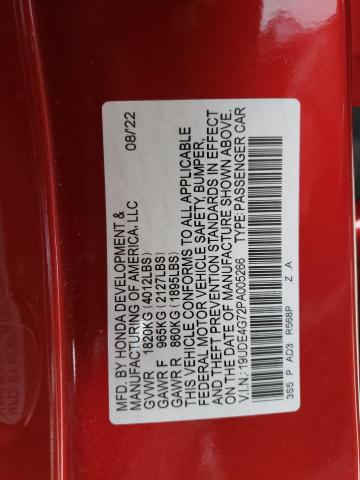 MFD. BY HONDA DEVELOPMENT &
MANUFACTURING OF AMERICA, LLC 08/'22
GVWR 1820KG (4012LBS)
GAWR F 965KG (2127LBS)
GAWR R 860KG (1895LBS)
THIS VEHICLE CONFORMS TO ALL APPLICABLE
FEDERAL MOTOR VEHICLE SAFETY, BUMPER,
AND THEFT PREVENTION STANDARDS IN EFFECT
ON THE DATE OF MANUFACTURE SHOWN ABOVE.
V.I.N.:19UDE4G72PA005266 TYPE:PASSENGER CAR
3S5 P AD3 R568P Z A